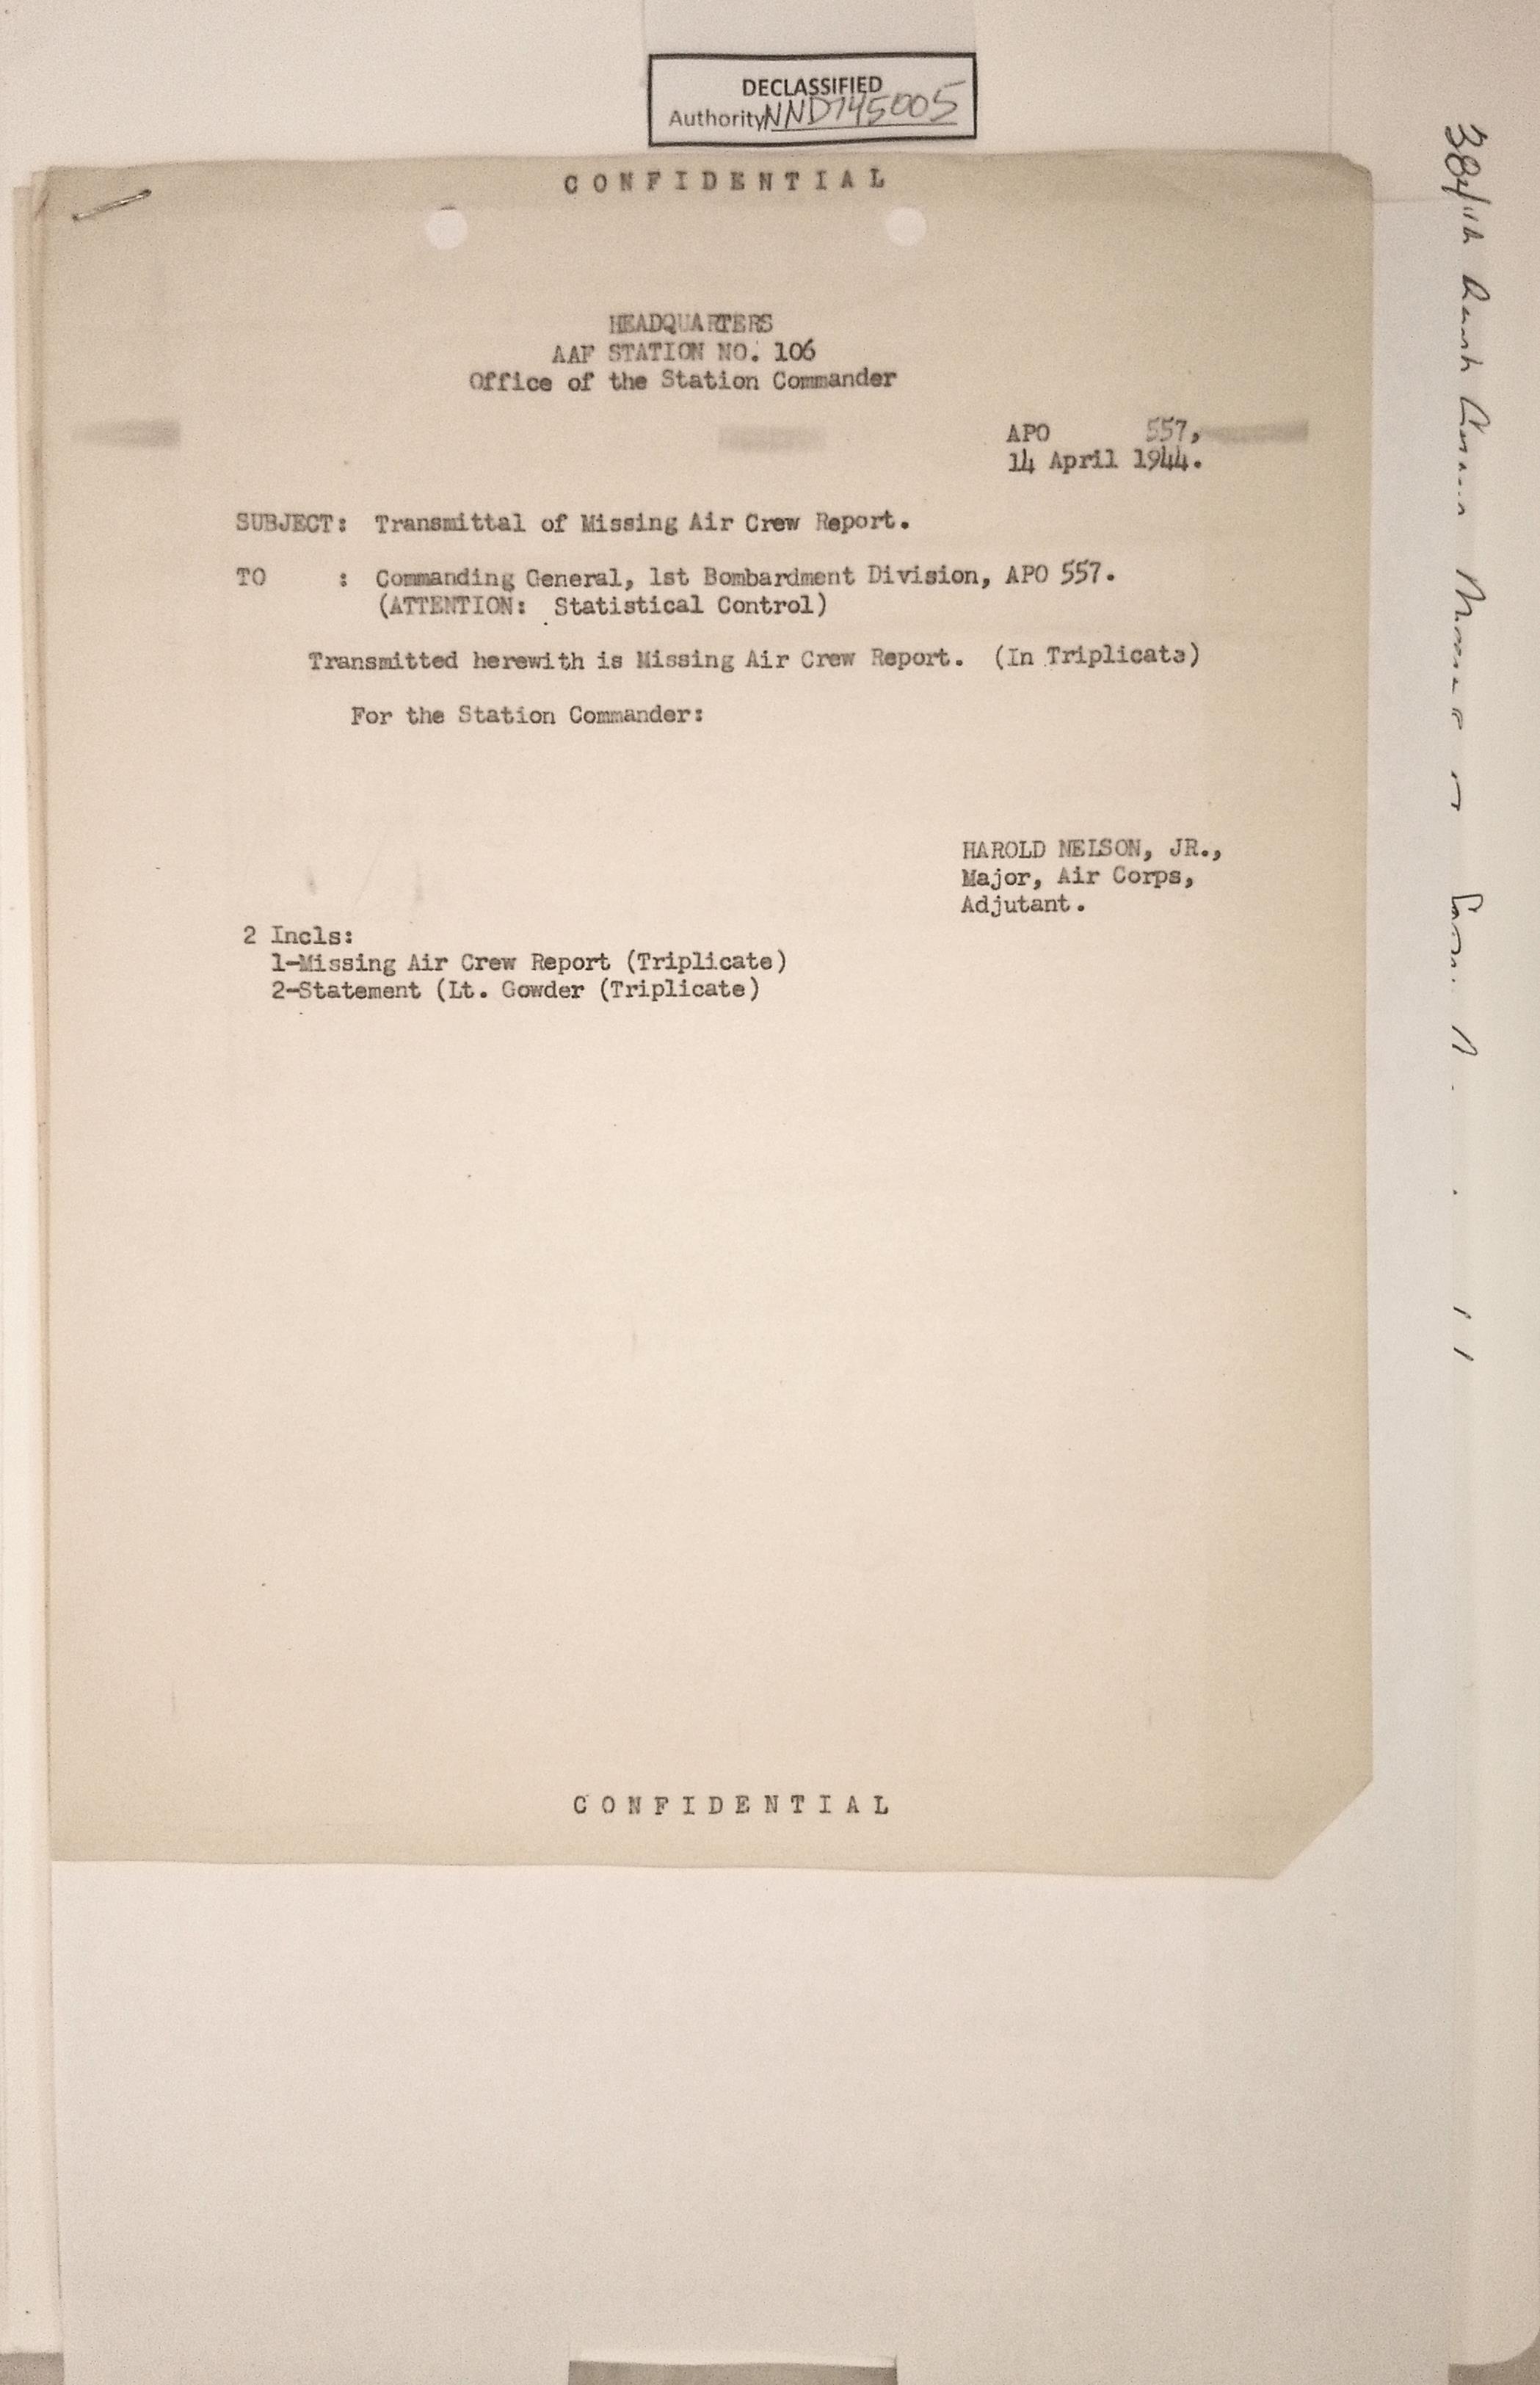 DECLASSIFIED
Authority NND745005
CONFIDENTIAL
HEADQUARTERS
AAF STATION NO. 106
Office of the Station Commander
APO 557,
14 April 1944.
SUBJECT: Transmittal of Missing Air Crew Report.
TO : Commanding General, 1st Bombardment Division, APO 557.
(ATTENTION: Statistical Control)
Transmitted herewith is Missing Air Crew Report. (In Triplicate)
For the Station Commander:
HAROLD NELSON, JR.,
Major, Air Corps,
Adjutant.
2 Incls:
1-Missing Air Crew Report (Triplicate)
2-Statement (Lt. Gowder (Triplicate)
CONFIDENTIAL
384th